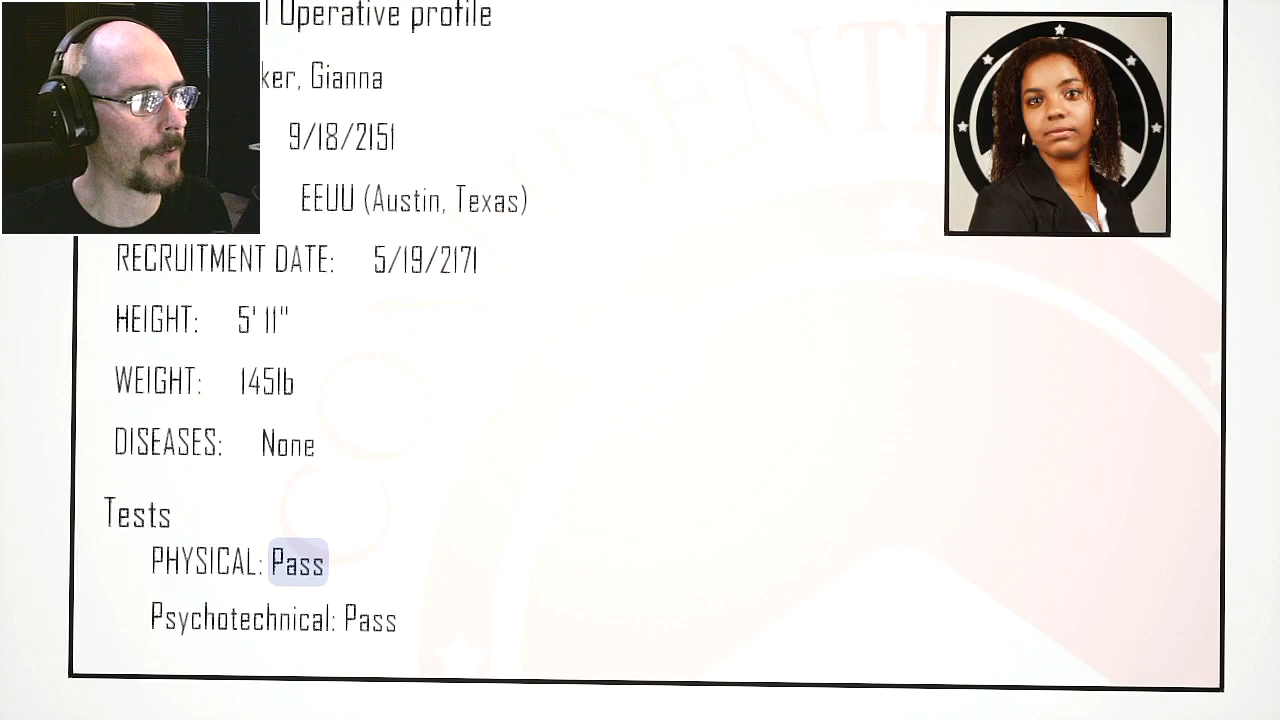 Operative profile
ker, Gianna
9/18/2151
EEUU (Austin, Texas)
RECRUITMENT DATE: 5/19/2171
HEIGHT: 5' 11"
WEIGHT: 145lb
DISEASES: None
Tests
PHYSICAL: Pass
Psychotechnical: Pass